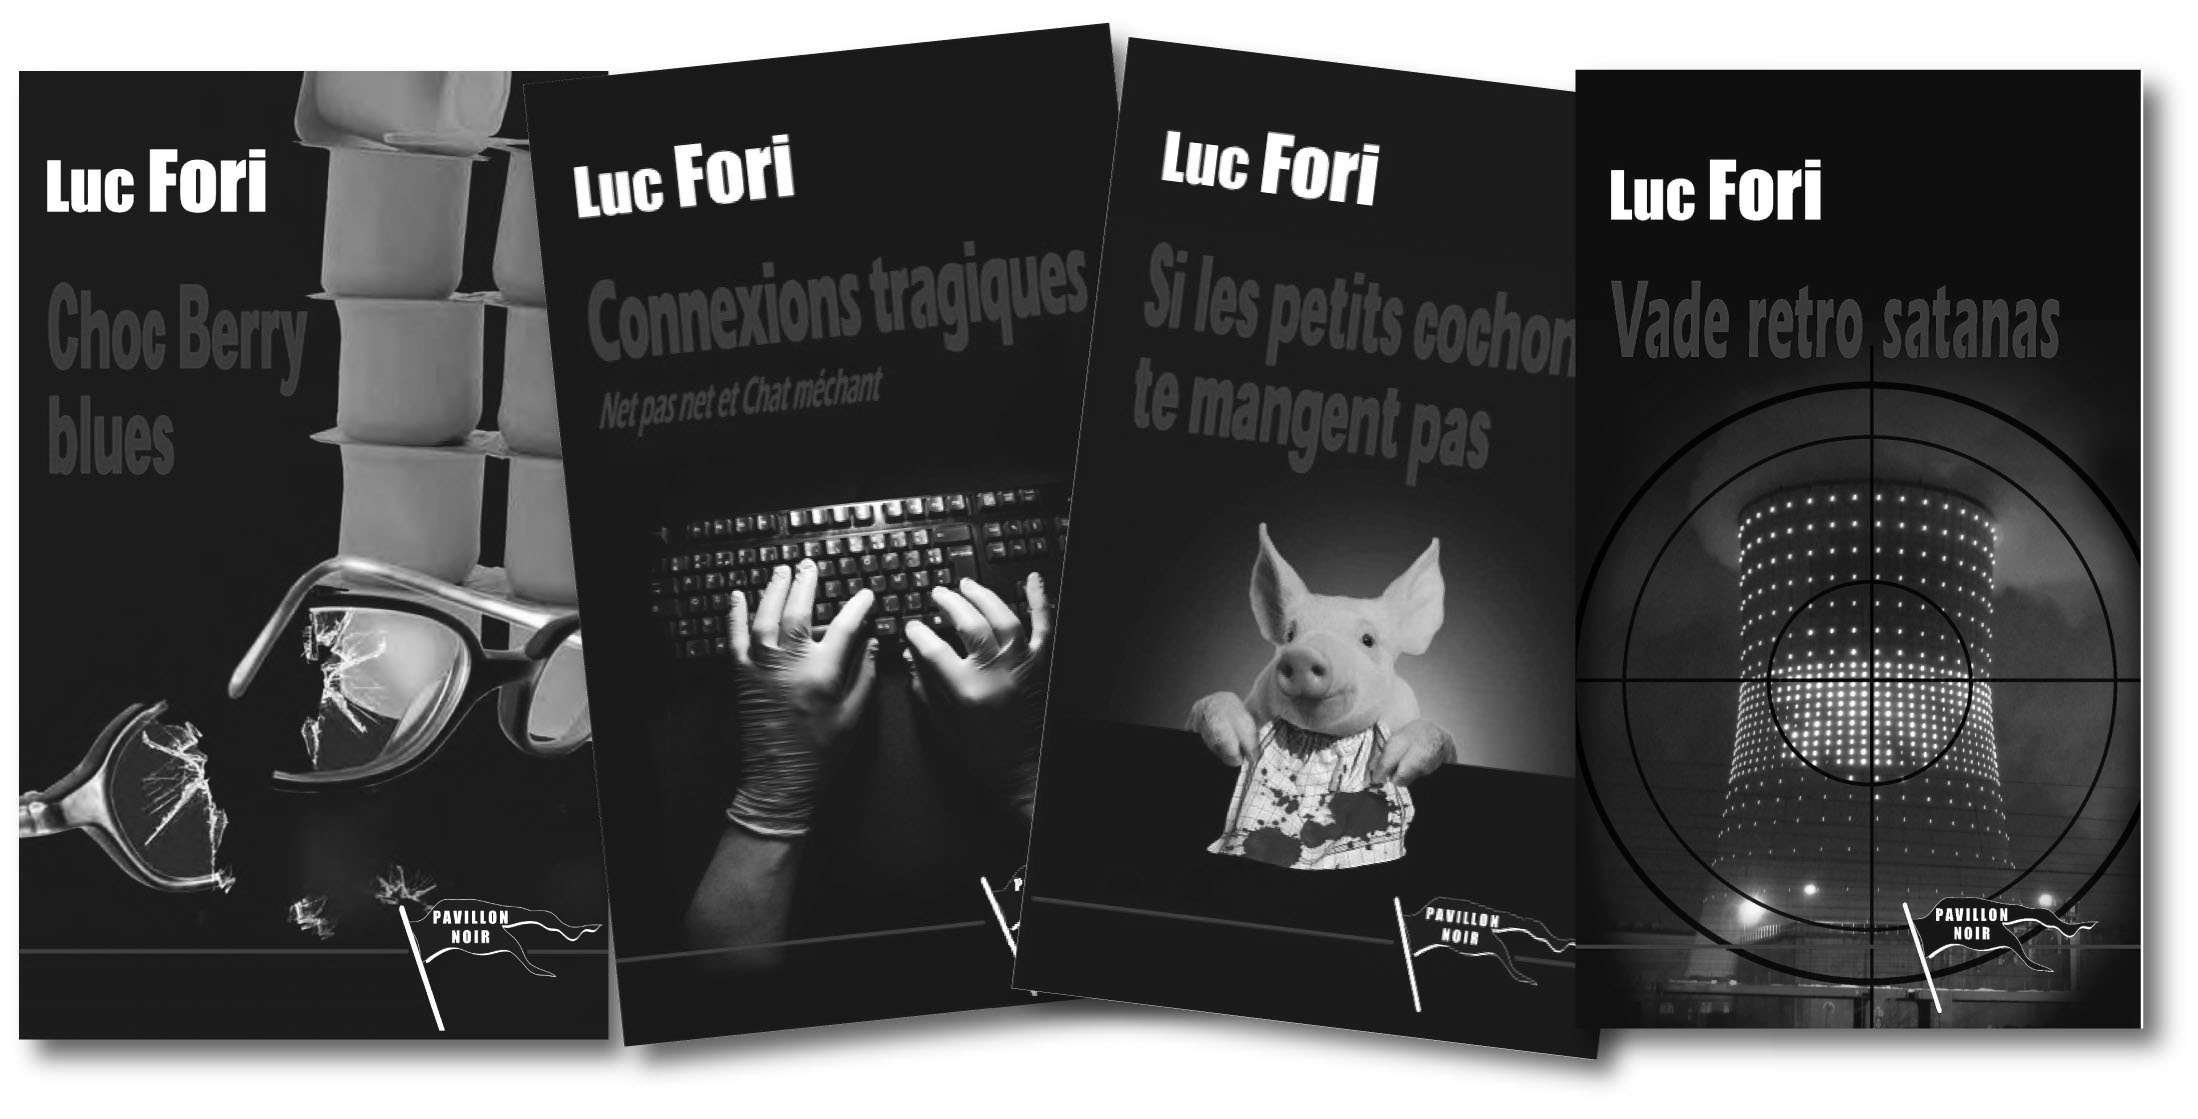 Luc Fori
Choc Berry
blues
PAVILLON
NOIR
Luc Fori
Connexions tragiques
Net pas net et Chat méchant
P
Luc Fori
Si les petits cochon
te mangent pas
PAVILLON
NOIR
Luc Fori
Vade retro satanas
PAVILLON
NOIR